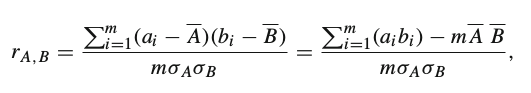 r_{A,B} = \frac{\sum_{i=1}^{m}(a_i - \overline{A})(b_i - \overline{B})}{m\sigma_A\sigma_B} = \frac{\sum_{i=1}^{m}(a_i b_i) - m\overline{A}\,\overline{B}}{m\sigma_A\sigma_B},